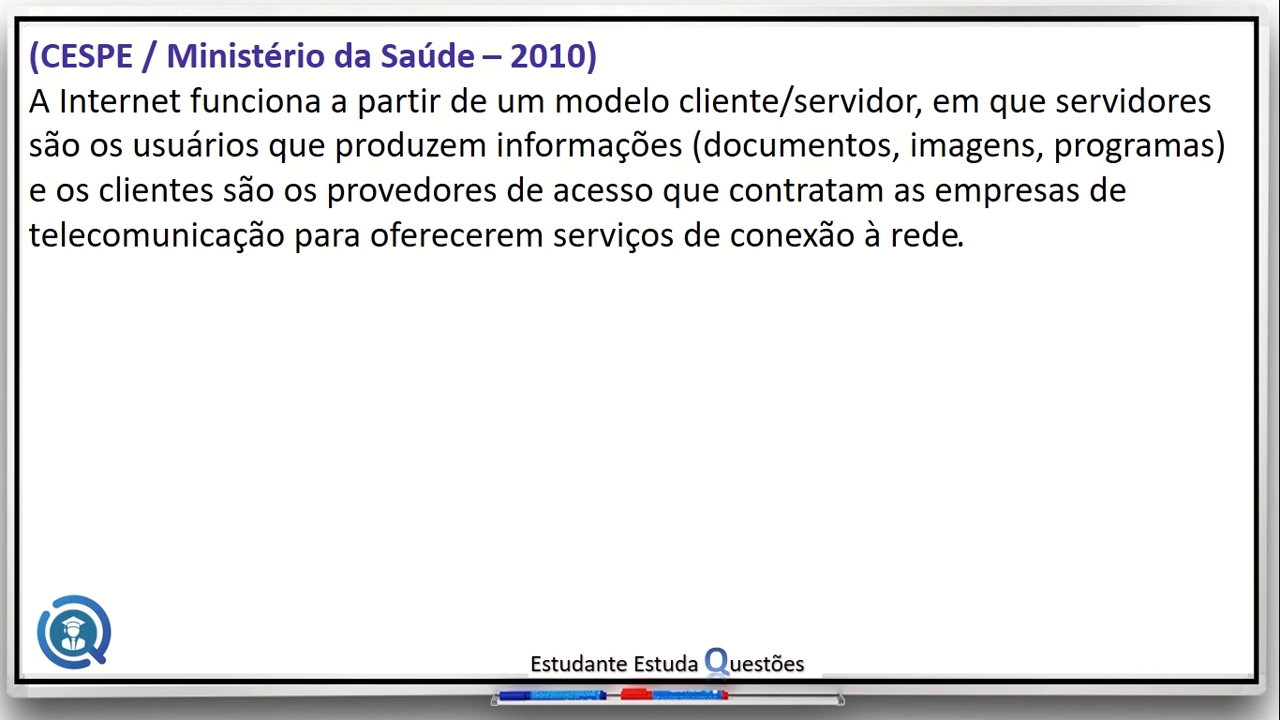 (CESPE / Ministério da Saúde – 2010)
A Internet funciona a partir de um modelo cliente/servidor, em que servidores
são os usuários que produzem informações (documentos, imagens, programas)
e os clientes são os provedores de acesso que contratam as empresas de
telecomunicação para oferecerem serviços de conexão à rede.
Estudante Estuda Questões